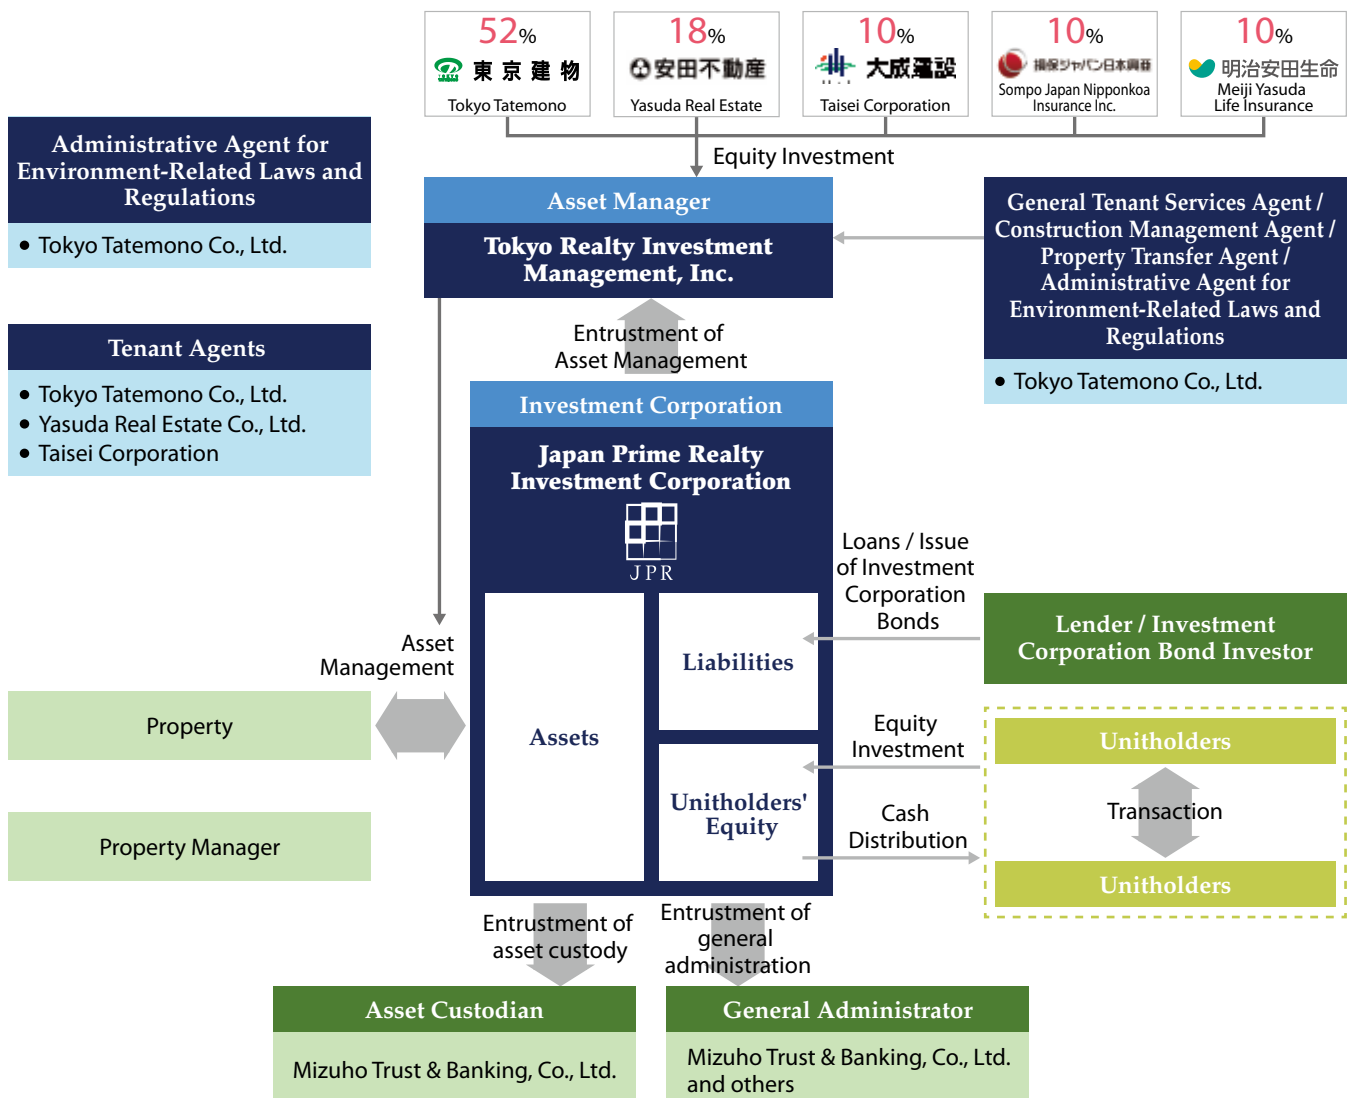 52%
東京建物
Tokyo Tatemono
18%
安田不動産
Yasuda Real Estate
10%
大成建設
Taisei Corporation
10%
損保ジャパン日本興亜
Sompo Japan Nipponkoa
Insurance Inc.
10%
明治安田生命
Meiji Yasuda
Life Insurance
Equity Investment
Administrative Agent for
Environment-Related Laws and
Regulations
• Tokyo Tatemono Co., Ltd.
Asset Manager
Tokyo Realty Investment
Management, Inc.
General Tenant Services Agent /
Construction Management Agent /
Property Transfer Agent /
Administrative Agent for
Environment-Related Laws and
Regulations
• Tokyo Tatemono Co., Ltd.
Tenant Agents
• Tokyo Tatemono Co., Ltd.
• Yasuda Real Estate Co., Ltd.
• Taisei Corporation
Entrustment of
Asset Management
Investment Corporation
Japan Prime Realty
Investment Corporation
JPR
Loans / Issue
of Investment
Corporation
Bonds
Lender / Investment
Corporation Bond Investor
Asset
Management
Liabilities
Property
Assets
Equity
Investment
Unitholders
Unitholders'
Equity
Transaction
Property Manager
Cash
Distribution
Unitholders
Entrustment of
asset custody
Entrustment of
general
administration
Asset Custodian
Mizuho Trust & Banking, Co., Ltd.
General Administrator
Mizuho Trust & Banking, Co., Ltd.
and others